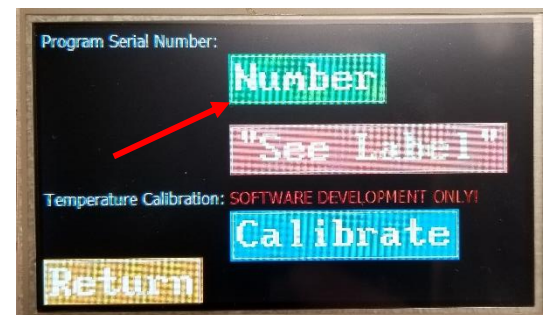 Program Serial Number:
Number
"See Label"
Temperature Calibration: SOFTWARE DEVELOPMENT ONLY!
Calibrate
Return